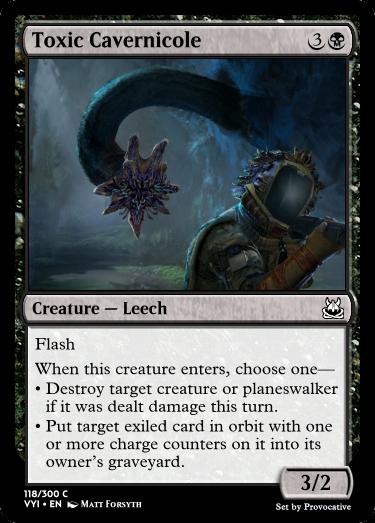 Toxic Cavernicole 3
Creature — Leech
Flash
When this creature enters, choose one—
• Destroy target creature or planeswalker
if it was dealt damage this turn.
• Put target exiled card in orbit with one
or more charge counters on it into its
owner's graveyard.
3/2
118/300 C
VYI • EN Matt Forsyth
Set by Provocative